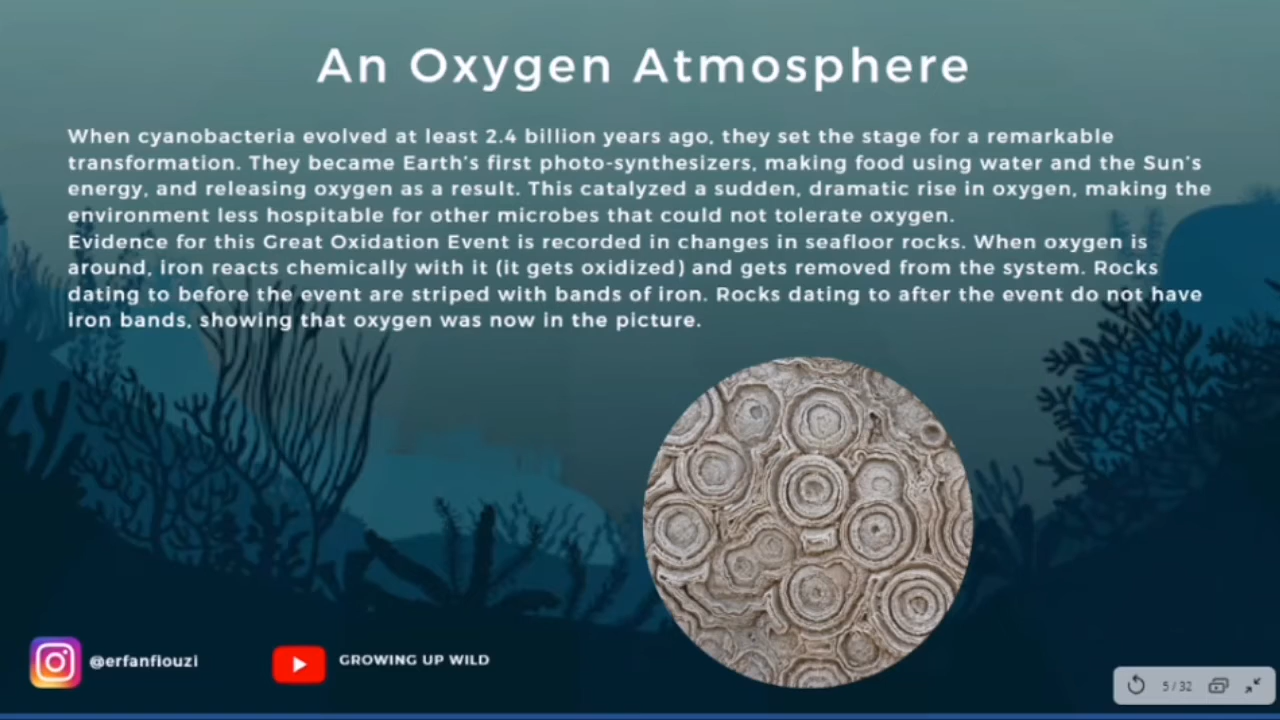 An Oxygen Atmosphere
When cyanobacteria evolved at least 2.4 billion years ago, they set the stage for a remarkable
transformation. They became Earth's first photo-synthesizers, making food using water and the Sun's
energy, and releasing oxygen as a result. This catalyzed a sudden, dramatic rise in oxygen, making the
environment less hospitable for other microbes that could not tolerate oxygen.
Evidence for this Great Oxidation Event is recorded in changes in seafloor rocks. When oxygen is
around, iron reacts chemically with it (it gets oxidized) and gets removed from the system. Rocks
dating to before the event are striped with bands of iron. Rocks dating to after the event do not have
iron bands, showing that oxygen was now in the picture.
@erfanfiouzi
GROWING UP WILD
5 / 32